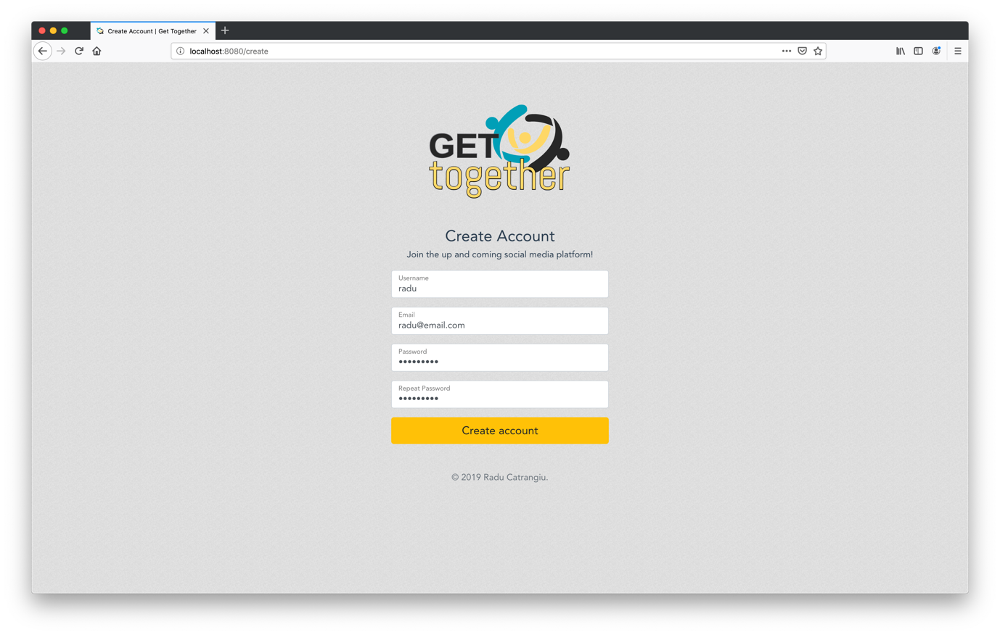 Create Account | Get Together
localhost:8080/create
GET
together
Create Account
Join the up and coming social media platform!
Username
radu
Email
radu@email.com
Password
•••••••••
Repeat Password
•••••••••
Create account
© 2019 Radu Catrangiu.